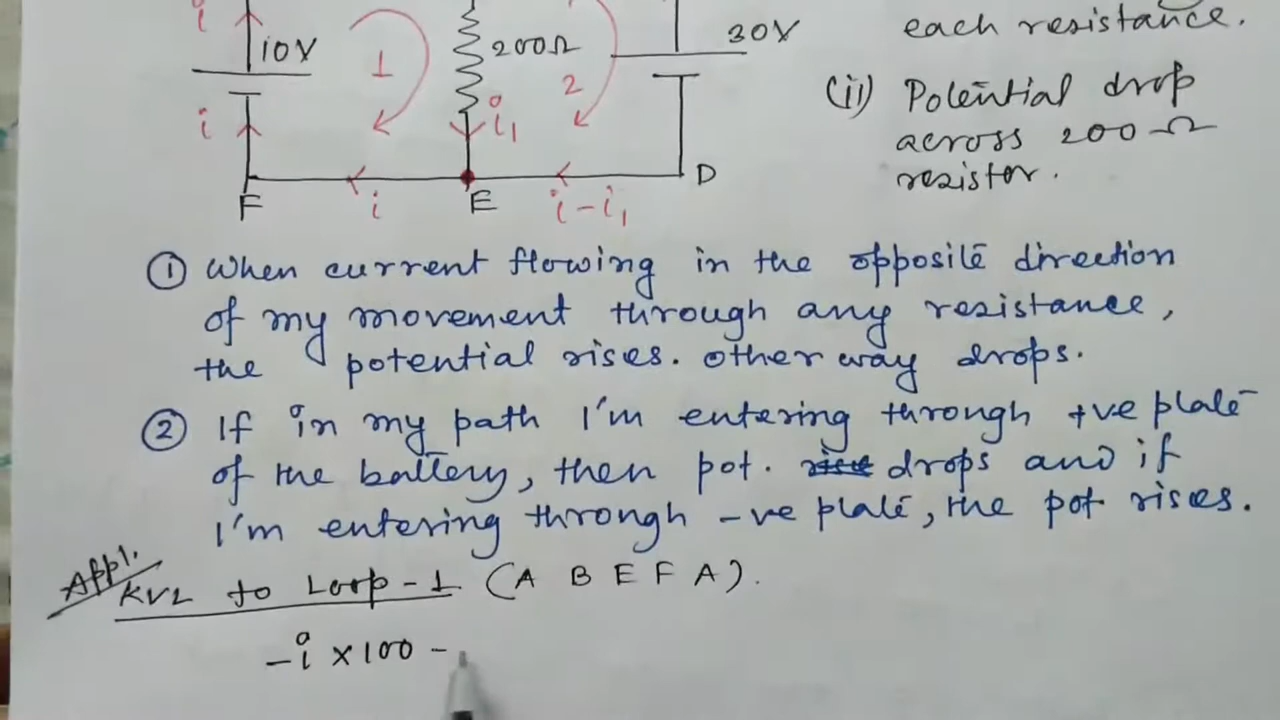 i
10V
1
200Ω
2
30V
each resistance.
i
i₁
(ii) Potential drop
across 200-Ω
resistor.
F
i
E
i-i₁
D
① When current flowing in the opposite direction
of my movement through any resistance,
the potential rises. other way drops.
② If in my path I'm entering through +ve plate
of the battery, then pot. drops and if
I'm entering through -ve plate, the pot rises.
Appl.
KVL to Loop-1 (A B E F A).
-i × 100 -